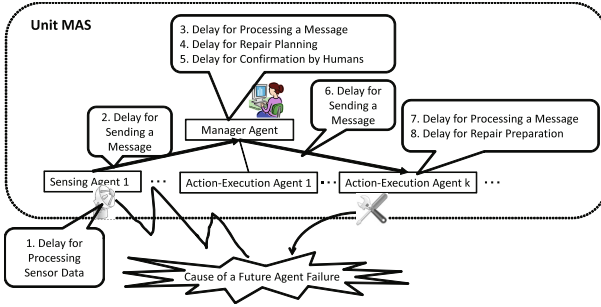 Unit MAS
3. Delay for Processing a Message
4. Delay for Repair Planning
5. Delay for Confirmation by Humans
2. Delay for
Sending a
Message
6. Delay for
Sending a
Message
7. Delay for Processing a Message
8. Delay for Repair Preparation
Manager Agent
Sensing Agent 1
...
Action-Execution Agent 1
...
Action-Execution Agent k
...
1. Delay for
Processing
Sensor Data
Cause of a Future Agent Failure